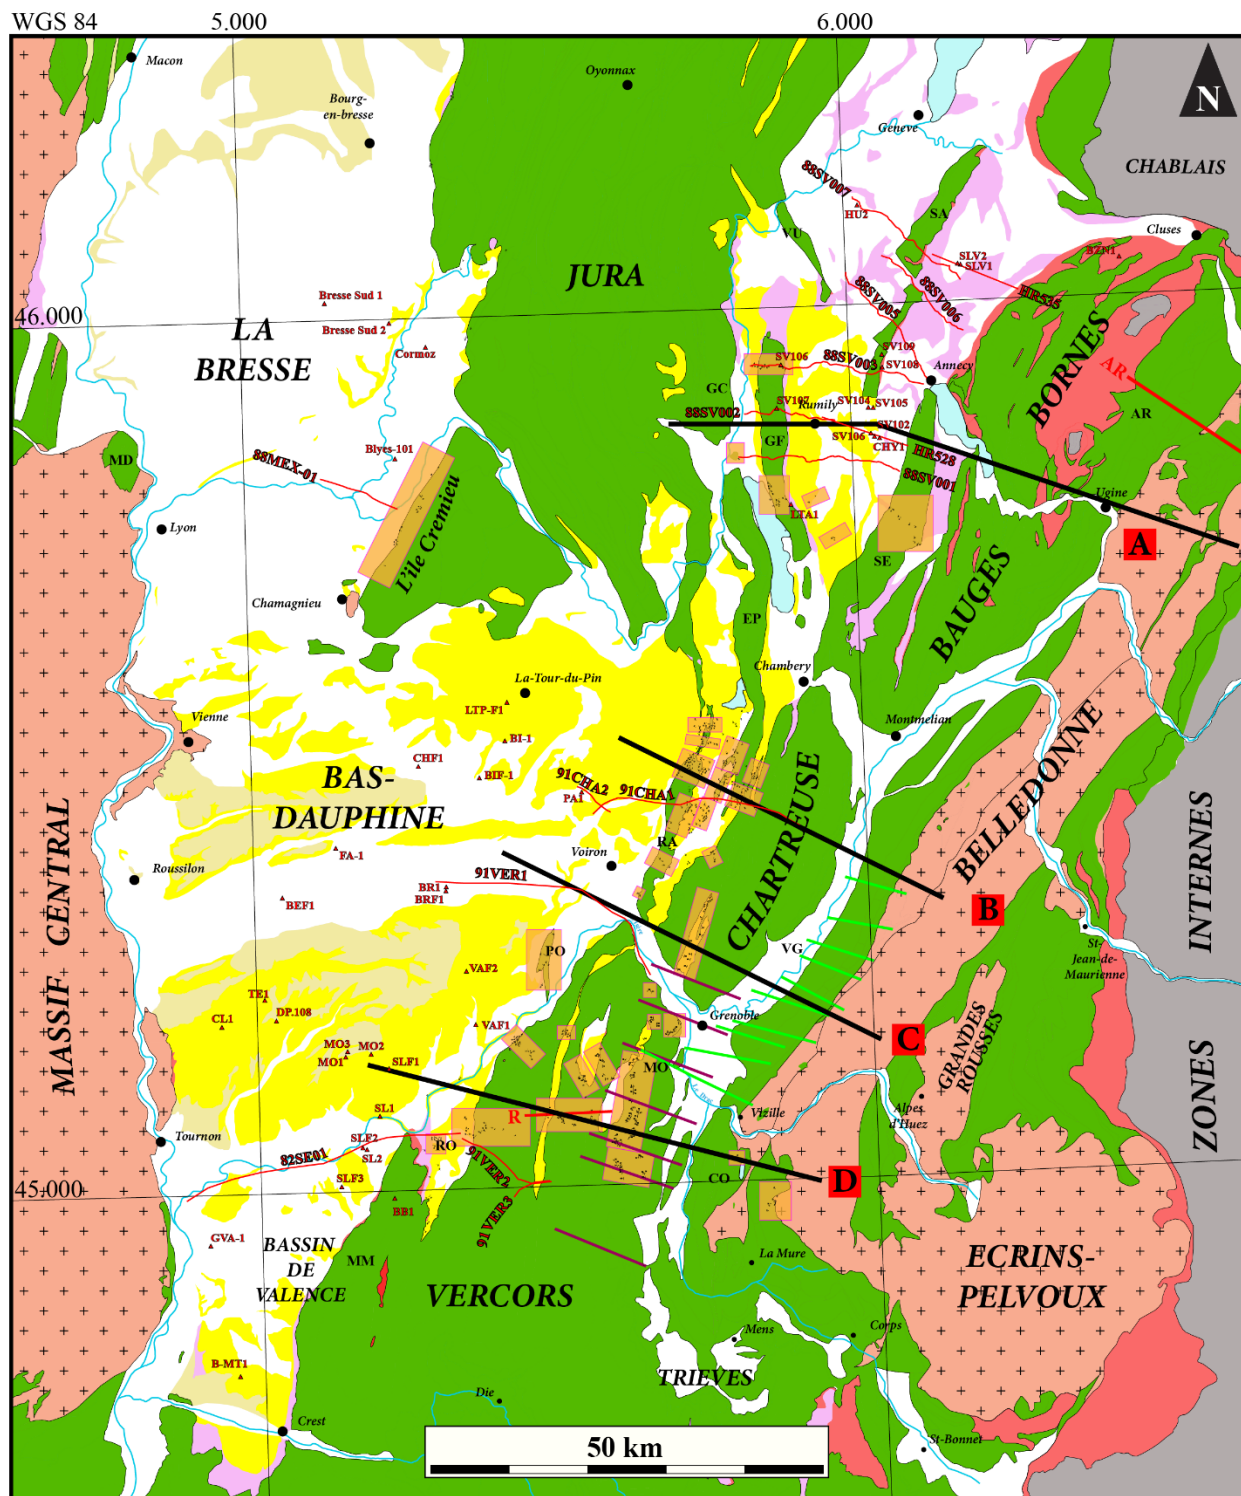 WGS 84
5.000
6.000
Macon
Oyonnax
Bourg-
en-bresse
Geneve
CHABLAIS
N
88SV007
HU2
SA
VU
Cluses
BZN1
SLV2
SLV1
JURA
HR535
Bresse Sud 1
88SV005
88SV006
46.000
LA
BRESSE
Bresse Sud 2
Cormoz
BORNES
SV109
SV106
88SV003
SV108
Annecy
AR
AR
GC
SV107
Rumily
SV104
SV105
88SV002
SV102
SV106
CHY1
GF
HR528
MD
Blyes-101
88MEX-01
88SV001
Ugine
L'ile Cremieu
LTA1
Lyon
A
SE
BAUGES
Chamagnieu
EP
Chambery
La-Tour-du-Pin
LTP-F1
Montmelian
Vienne
BI-1
CHF1
BIF-1
BAS-
DAUPHINE
91CHA2
91CHA1
PA1
BELLEDONNE
CHARTREUSE
INTERNES
MASSIF CENTRAL
FA-1
RA
Voiron
Roussilon
91VER1
BR1
BRF1
BEF1
B
St-
Jean-de-
Maurienne
PO
VG
VAF2
TE1
DP.108
CL1
VAF1
Grenoble
C
MO3
MO2
MO1
SLF1
MO
GRANDES
ROUSSES
Alpes
d'Huez
Vizille
SL1
R
ZONES
Tournon
SLF2
SL2
RO
82SE01
91VER2
SLF3
CO
D
45.000
BB1
91VER3
GVA-1
BASSIN
DE
VALENCE
MM
La Mure
ECRINS-
PELVOUX
VERCORS
Mens
Corps
B-MT1
TRIEVES
Die
Crest
St-Bonnet
50 km